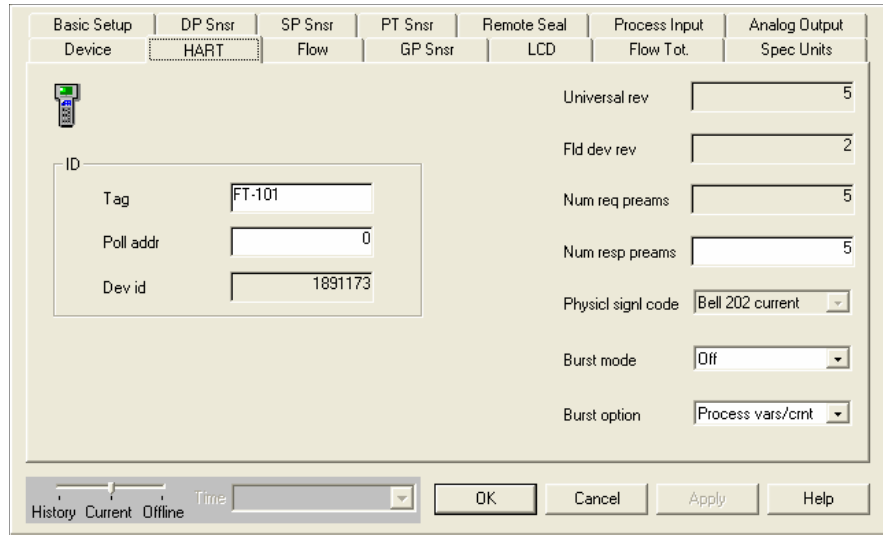 Basic Setup DP Snsr SP Snsr PT Snsr Remote Seal Process Input Analog Output
Device HART Flow GP Snsr LCD Flow Tot. Spec Units
Universal rev 5
Fld dev rev 2
ID
Tag FT-101
Num req preams 5
Poll addr 0
Num resp preams 5
Dev id 1891173
Physicl signl code Bell 202 current
Burst mode Off
Burst option Process vars/crnt
Time
History Current Offline
OK Cancel Apply Help